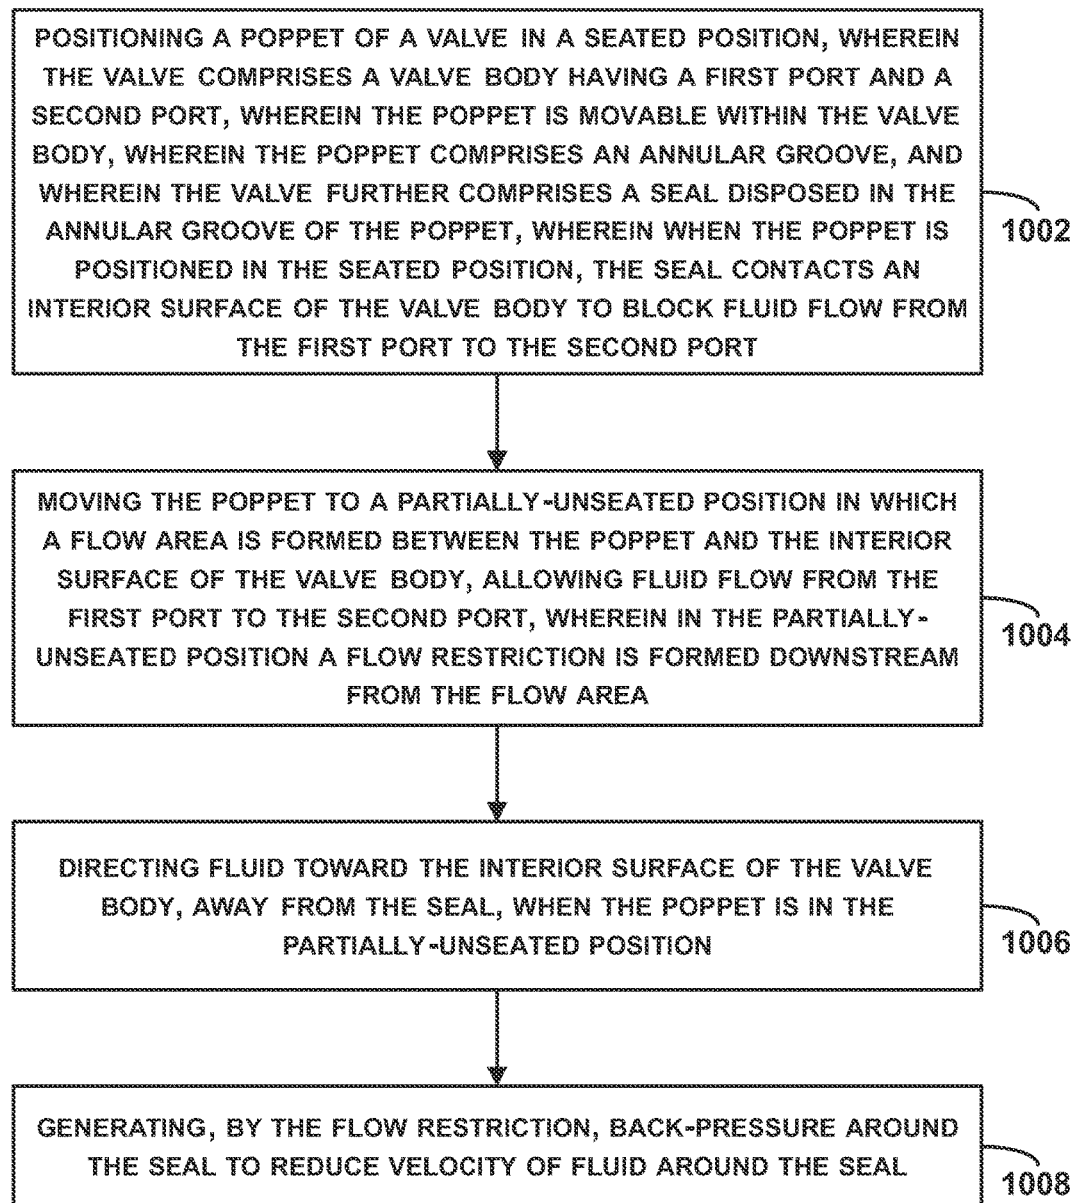 POSITIONING A POPPET OF A VALVE IN A SEATED POSITION, WHEREIN
THE VALVE COMPRISES A VALVE BODY HAVING A FIRST PORT AND A
SECOND PORT, WHEREIN THE POPPET IS MOVABLE WITHIN THE VALVE
BODY, WHEREIN THE POPPET COMPRISES AN ANNULAR GROOVE, AND
WHEREIN THE VALVE FURTHER COMPRISES A SEAL DISPOSED IN THE
ANNULAR GROOVE OF THE POPPET, WHEREIN WHEN THE POPPET IS
POSITIONED IN THE SEATED POSITION, THE SEAL CONTACTS AN
INTERIOR SURFACE OF THE VALVE BODY TO BLOCK FLUID FLOW FROM
THE FIRST PORT TO THE SECOND PORT
1002
MOVING THE POPPET TO A PARTIALLY-UNSEATED POSITION IN WHICH
A FLOW AREA IS FORMED BETWEEN THE POPPET AND THE INTERIOR
SURFACE OF THE VALVE BODY, ALLOWING FLUID FLOW FROM THE
FIRST PORT TO THE SECOND PORT, WHEREIN IN THE PARTIALLY-
UNSEATED POSITION A FLOW RESTRICTION IS FORMED DOWNSTREAM
FROM THE FLOW AREA
1004
DIRECTING FLUID TOWARD THE INTERIOR SURFACE OF THE VALVE
BODY, AWAY FROM THE SEAL, WHEN THE POPPET IS IN THE
PARTIALLY-UNSEATED POSITION
1006
GENERATING, BY THE FLOW RESTRICTION, BACK-PRESSURE AROUND
THE SEAL TO REDUCE VELOCITY OF FLUID AROUND THE SEAL
1008